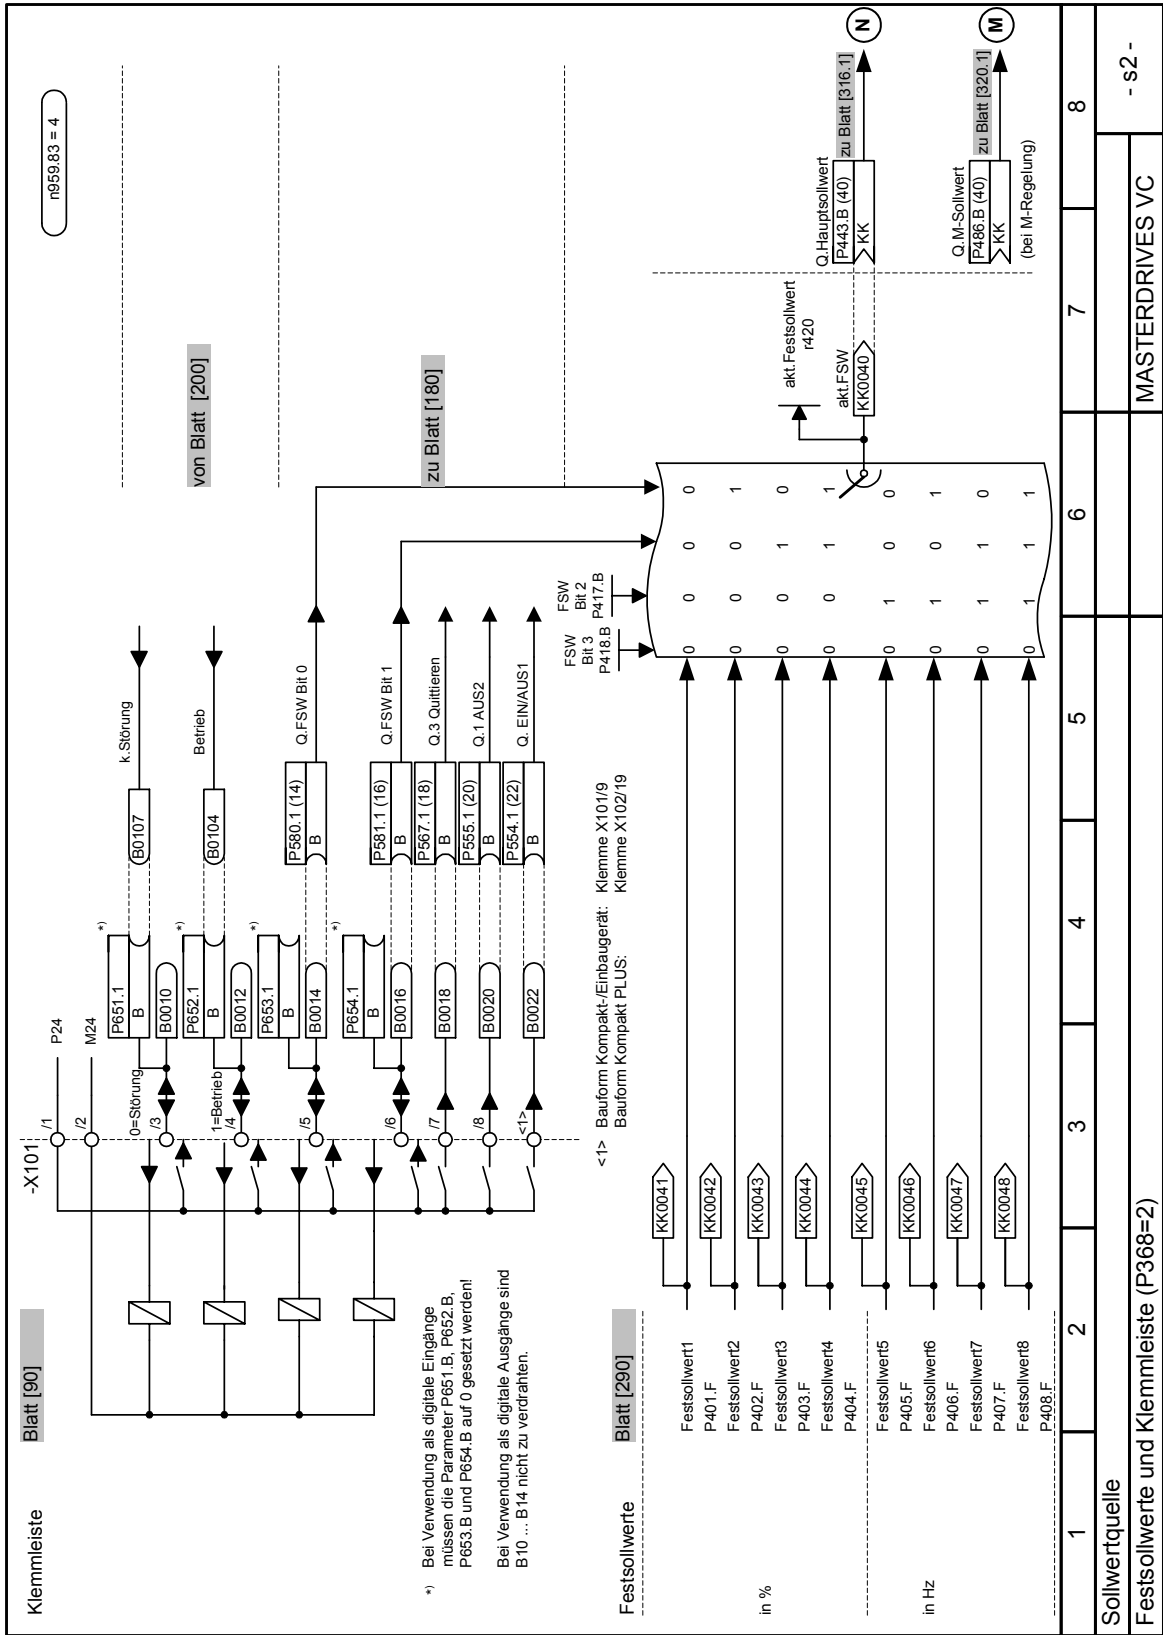 n959.83 = 4
Klemmleiste
Blatt [90]
-X101
P24
/1
M24
/2
0=Störung
/3
P651.1
B
*)
B0010
B0107
k.Störung
von Blatt [200]
1=Betrieb
/4
P652.1
B
*)
B0012
B0104
Betrieb
/5
P653.1
B
*)
B0014
P580.1 (14)
B
Q.FSW Bit 0
/6
P654.1
B
*)
B0016
P581.1 (16)
B
Q.FSW Bit 1
zu Blatt [180]
/7
B0018
P567.1 (18)
B
Q.3 Quittieren
/8
B0020
P555.1 (20)
B
Q.1 AUS2
<1>
B0022
P554.1 (22)
B
Q. EIN/AUS1
*) Bei Verwendung als digitale Eingänge
müssen die Parameter P651.B, P652.B,
P653.B und P654.B auf 0 gesetzt werden!
Bei Verwendung als digitale Ausgänge sind
B10 ... B14 nicht zu verdrahten.
<1> Bauform Kompakt-/Einbaugerät: Klemme X101/9
Bauform Kompakt PLUS: Klemme X102/19
Festsollwerte
Blatt [290]
FSW
Bit 3
P418.B
FSW
Bit 2
P417.B
in %
Festsollwert1
P401.F
KK0041
0 0 0 0
Festsollwert2
P402.F
KK0042
0 0 0 1
Festsollwert3
P403.F
KK0043
0 0 1 0
Festsollwert4
P404.F
KK0044
0 0 1 1
in Hz
Festsollwert5
P405.F
KK0045
0 1 0 0
Festsollwert6
P406.F
KK0046
0 1 0 1
Festsollwert7
P407.F
KK0047
0 1 1 0
Festsollwert8
P408.F
KK0048
0 1 1 1
akt.Festsollwert
r420
akt.FSW
KK0040
Q.Hauptsollwert
P443.B (40)
KK
zu Blatt [316.1]
N
Q.M-Sollwert
P486.B (40)
KK
(bei M-Regelung)
zu Blatt [320.1]
M
1 2 3 4 5 6 7 8
Sollwertquelle
- s2 -
Festsollwerte und Klemmleiste (P368=2)
MASTERDRIVES VC